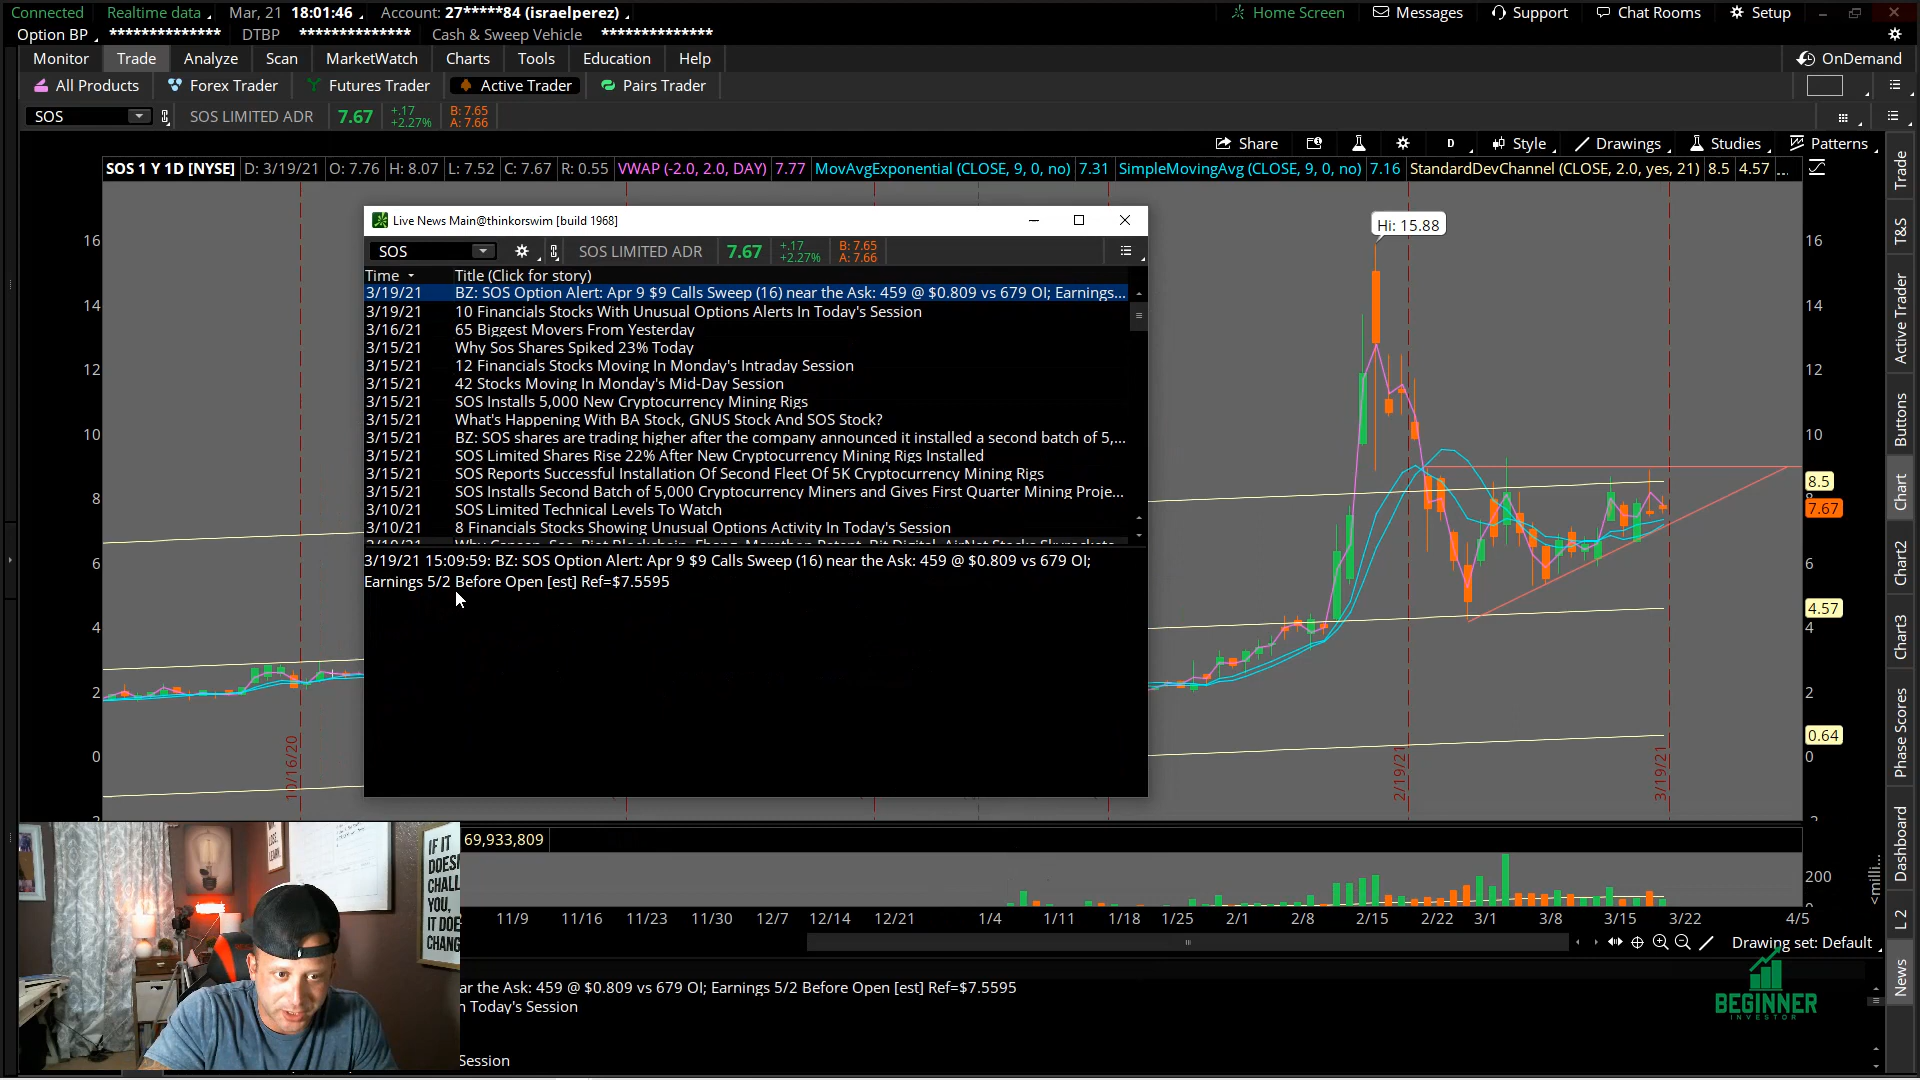 Connected Realtime data Mar, 21 18:01:46 Account: 27*****84 (israelperez) Home Screen Messages Support Chat Rooms Setup
Option BP ************** DTBP ************** Cash & Sweep Vehicle **************
Monitor Trade Analyze Scan MarketWatch Charts Tools Education Help OnDemand
All Products Forex Trader Futures Trader Active Trader Pairs Trader
SOS SOS LIMITED ADR 7.67 +.17 +2.27% B: 7.65 A: 7.66
Share D Style Drawings Studies Patterns
SOS 1 Y 1D [NYSE] D: 3/19/21 O: 7.76 H: 8.07 L: 7.52 C: 7.67 R: 0.55 VWAP (-2.0, 2.0, DAY) 7.77 MovAvgExponential (CLOSE, 9, 0, no) 7.31 SimpleMovingAvg (CLOSE, 9, 0, no) 7.16 StandardDevChannel (CLOSE, 2.0, yes, 21) 8.5 4.57 ...
Live News Main@thinkorswim [build 1968]
SOS SOS LIMITED ADR 7.67 +.17 +2.27% B: 7.65 A: 7.66
Time Title (Click for story)
3/19/21 BZ: SOS Option Alert: Apr 9 $9 Calls Sweep (16) near the Ask: 459 @ $0.809 vs 679 OI; Earnings...
3/19/21 10 Financials Stocks With Unusual Options Alerts In Today's Session
3/16/21 65 Biggest Movers From Yesterday
3/15/21 Why Sos Shares Spiked 23% Today
3/15/21 12 Financials Stocks Moving In Monday's Intraday Session
3/15/21 42 Stocks Moving In Monday's Mid-Day Session
3/15/21 SOS Installs 5,000 New Cryptocurrency Mining Rigs
3/15/21 What's Happening With BA Stock, GNUS Stock And SOS Stock?
3/15/21 BZ: SOS shares are trading higher after the company announced it installed a second batch of 5,...
3/15/21 SOS Limited Shares Rise 22% After New Cryptocurrency Mining Rigs Installed
3/15/21 SOS Reports Successful Installation Of Second Fleet Of 5K Cryptocurrency Mining Rigs
3/15/21 SOS Installs Second Batch of 5,000 Cryptocurrency Miners and Gives First Quarter Mining Proje...
3/10/21 SOS Limited Technical Levels To Watch
3/10/21 8 Financials Stocks Showing Unusual Options Activity In Today's Session
3/19/21 15:09:59: BZ: SOS Option Alert: Apr 9 $9 Calls Sweep (16) near the Ask: 459 @ $0.809 vs 679 OI;
Earnings 5/2 Before Open [est] Ref=$7.5595
16
14
12
10
8
6
4
2
0
10/16/20
Hi: 15.88
2/19/21
3/19/21
16
14
12
10
8.5
7.67
6
4.57
4
2
0.64
0
-2
Trade
T&S
Active Trader
Buttons
Chart
Chart2
Chart3
Phase Scores
Dashboard
L 2
News
69,933,809
200
<milli...
11/9 11/16 11/23 11/30 12/7 12/14 12/21 1/4 1/11 1/18 1/25 2/1 2/8 2/15 2/22 3/1 3/8 3/15 3/22 4/5
Drawing set: Default
ar the Ask: 459 @ $0.809 vs 679 OI; Earnings 5/2 Before Open [est] Ref=$7.5595
n Today's Session
Session
IF IT
DOESN
CHALL
YOU,
IT DOE
CHANG
BEGINNER
INVESTOR